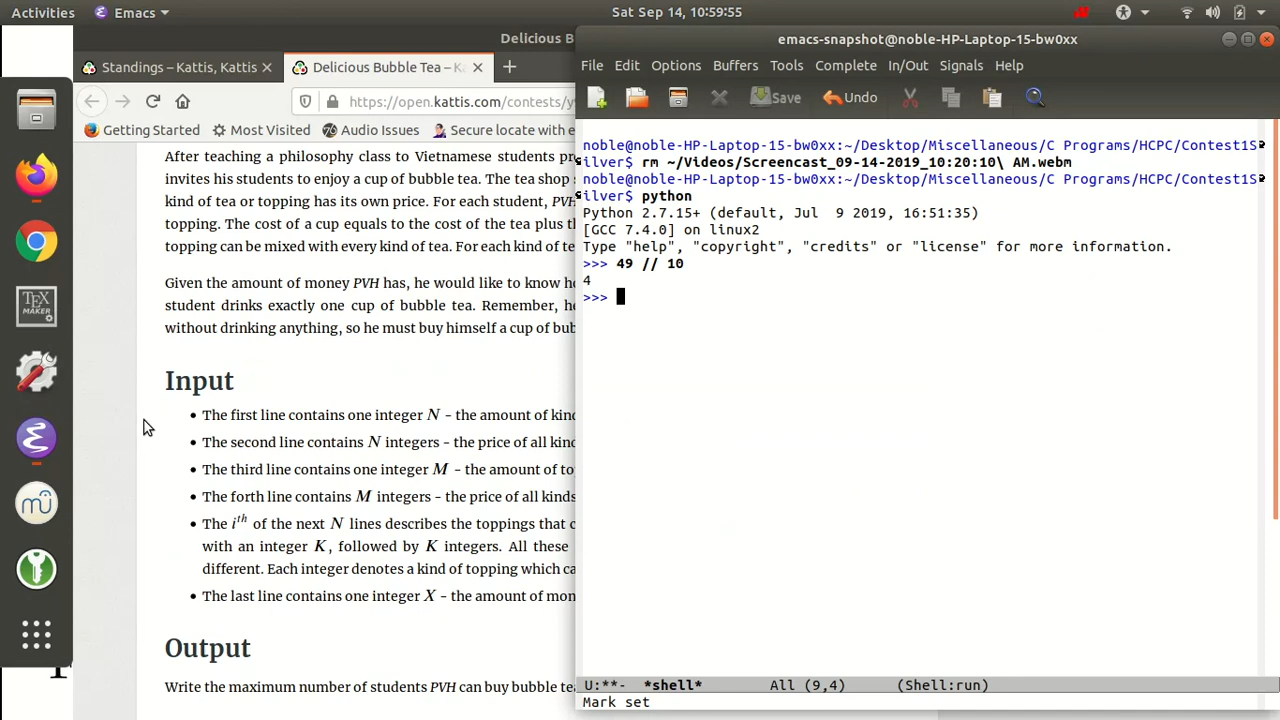 Activities
Emacs
Sat Sep 14, 10:59:55
Delicious B
Standings – Kattis, Kattis
Delicious Bubble Tea – K
https://open.kattis.com/contests/y
Getting Started
Most Visited
Audio Issues
Secure locate with e
After teaching a philosophy class to Vietnamese students pr
invites his students to enjoy a cup of bubble tea. The tea shop
kind of tea or topping has its own price. For each student, PVH
topping. The cost of a cup equals to the cost of the tea plus th
topping can be mixed with every kind of tea. For each kind of te
Given the amount of money PVH has, he would like to know ho
student drinks exactly one cup of bubble tea. Remember, he
without drinking anything, so he must buy himself a cup of bub
Input
The first line contains one integer N - the amount of kind
The second line contains N integers - the price of all kind
The third line contains one integer M - the amount of to
The forth line contains M integers - the price of all kinds
The ith of the next N lines describes the toppings that c
with an integer K, followed by K integers. All these
different. Each integer denotes a kind of topping which ca
The last line contains one integer X - the amount of mon
Output
Write the maximum number of students PVH can buy bubble tea
emacs-snapshot@noble-HP-Laptop-15-bw0xx
File Edit Options Buffers Tools Complete In/Out Signals Help
Save
Undo
noble@noble-HP-Laptop-15-bw0xx:~/Desktop/Miscellaneous/C Programs/HCPC/Contest1S
ilver$ rm ~/Videos/Screencast_09-14-2019_10:20:10\ AM.webm
noble@noble-HP-Laptop-15-bw0xx:~/Desktop/Miscellaneous/C Programs/HCPC/Contest1S
ilver$ python
Python 2.7.15+ (default, Jul  9 2019, 16:51:35)
[GCC 7.4.0] on linux2
Type "help", "copyright", "credits" or "license" for more information.
>>> 49 // 10
4
>>>
U:**- *shell* All (9,4) (Shell:run)
Mark set
TEX
MAKER